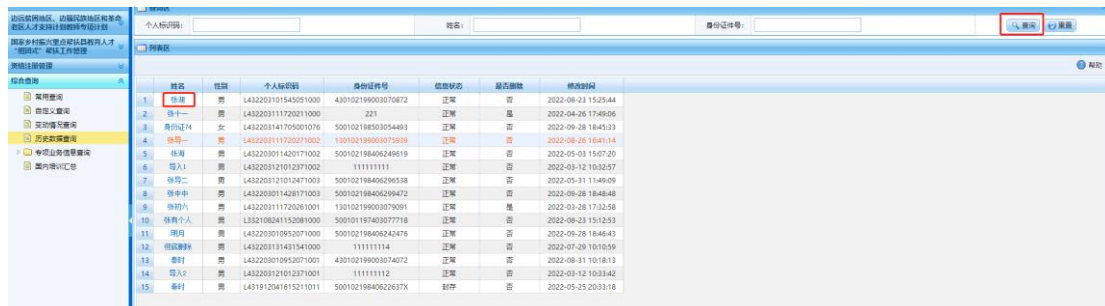 边远贫困地区、边疆民族地区和革命
老区人才支持计划教师专项计划
个人标识码：
姓名：
身份证件号：
查询
重置
国家乡村振兴重点帮扶县教育人才
“组团式”帮扶工作管理
列表区
资格注册管理
帮助
综合查询
常用查询
自定义查询
变动情况查询
历史数据查询
专项业务信息查询
国内培训汇总
姓名 性别 个人标识码 身份证件号 信息状态 是否删除 修改时间
1 张湖 男 L432203101545051000 430102199003070872 正常 否 2022-08-23 15:25:44
2 张十一 男 L432203111720211000 221 正常 是 2022-04-26 17:49:06
3 身份证74 女 L432203141705001076 500102198503054493 正常 否 2022-09-28 18:45:33
4 张导一 男 L432203111720271002 130102199003075939 正常 否 2022-08-26 16:41:14
5 张海 男 L432203011420171002 500102198406249619 正常 否 2022-05-03 15:07:20
6 导入1 男 L432203121012371002 111111111 正常 否 2022-03-12 10:32:57
7 张导二 男 L432203121012471003 500102198406296538 正常 否 2022-05-31 11:49:09
8 张中中 男 L432203011428171003 500102198406299472 正常 否 2022-09-28 18:48:48
9 张初六 男 L432203111720261001 130102199003079091 正常 是 2022-03-28 17:32:58
10 张有个人 男 L332108241152081000 500101197403077718 正常 否 2022-08-23 15:12:53
11 明月 男 L432203010952071000 500102198406242476 正常 否 2022-09-28 18:46:43
12 彻底删除 男 L432203131431541000 111111114 正常 否 2022-07-29 10:10:59
13 秦时 男 L432203010952071001 430102199003074072 正常 否 2022-08-31 10:18:13
14 导入2 男 L432203121012371001 111111112 正常 否 2022-03-12 10:33:42
15 秦时 男 L431912041615211011 50010219840622637X 封存 否 2022-05-25 20:33:18